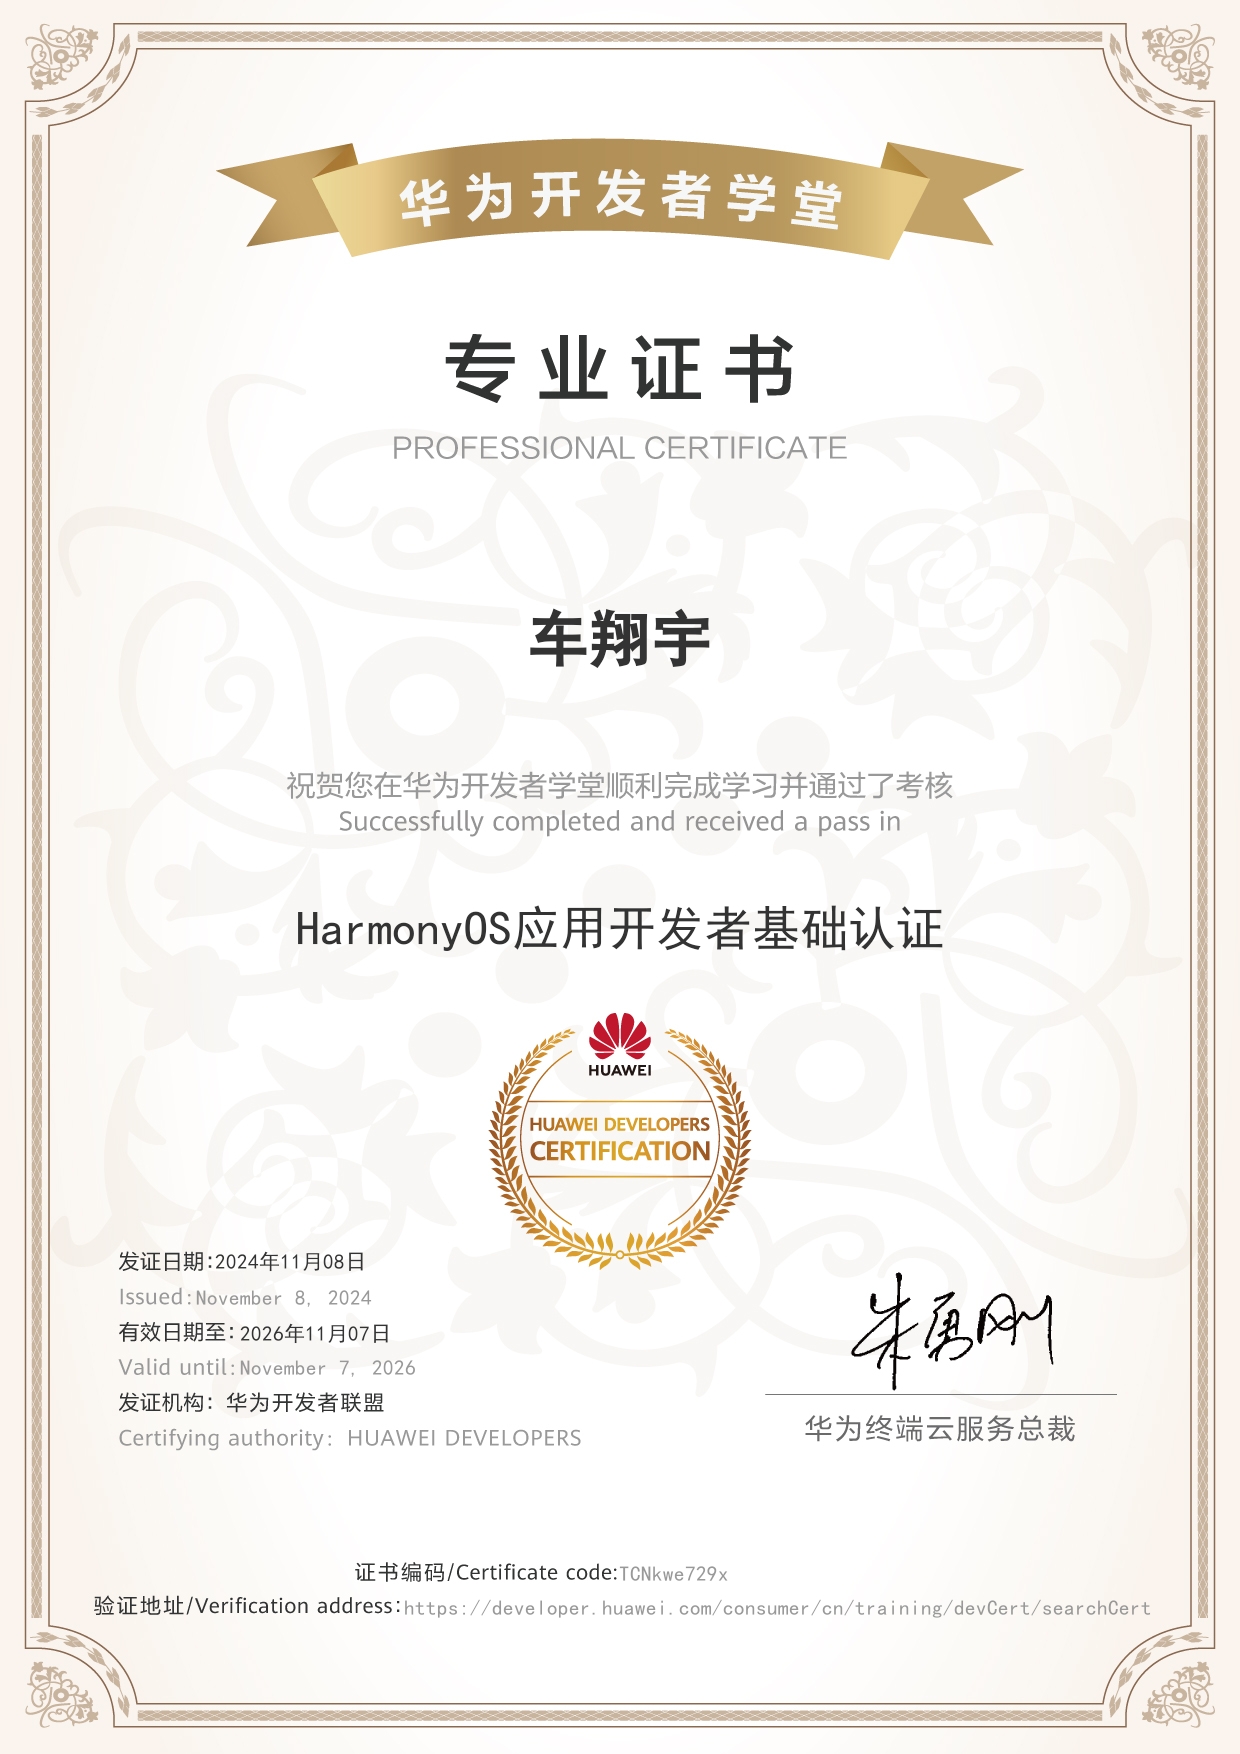 华为开发者学堂
专业证书
PROFESSIONAL CERTIFICATE
车翔宇
祝贺您在华为开发者学堂顺利完成学习并通过了考核
Successfully completed and received a pass in
HarmonyOS应用开发者基础认证
HUAWEI
HUAWEI DEVELOPERS
CERTIFICATION
发证日期:2024年11月08日
Issued:November 8, 2024
有效日期至:2026年11月07日
Valid until:November 7, 2026
发证机构：华为开发者联盟
Certifying authority：HUAWEI DEVELOPERS
朱勇刚
华为终端云服务总裁
证书编码/Certificate code:TCNkwe729x
验证地址/Verification address:https://developer.huawei.com/consumer/cn/training/devCert/searchCert